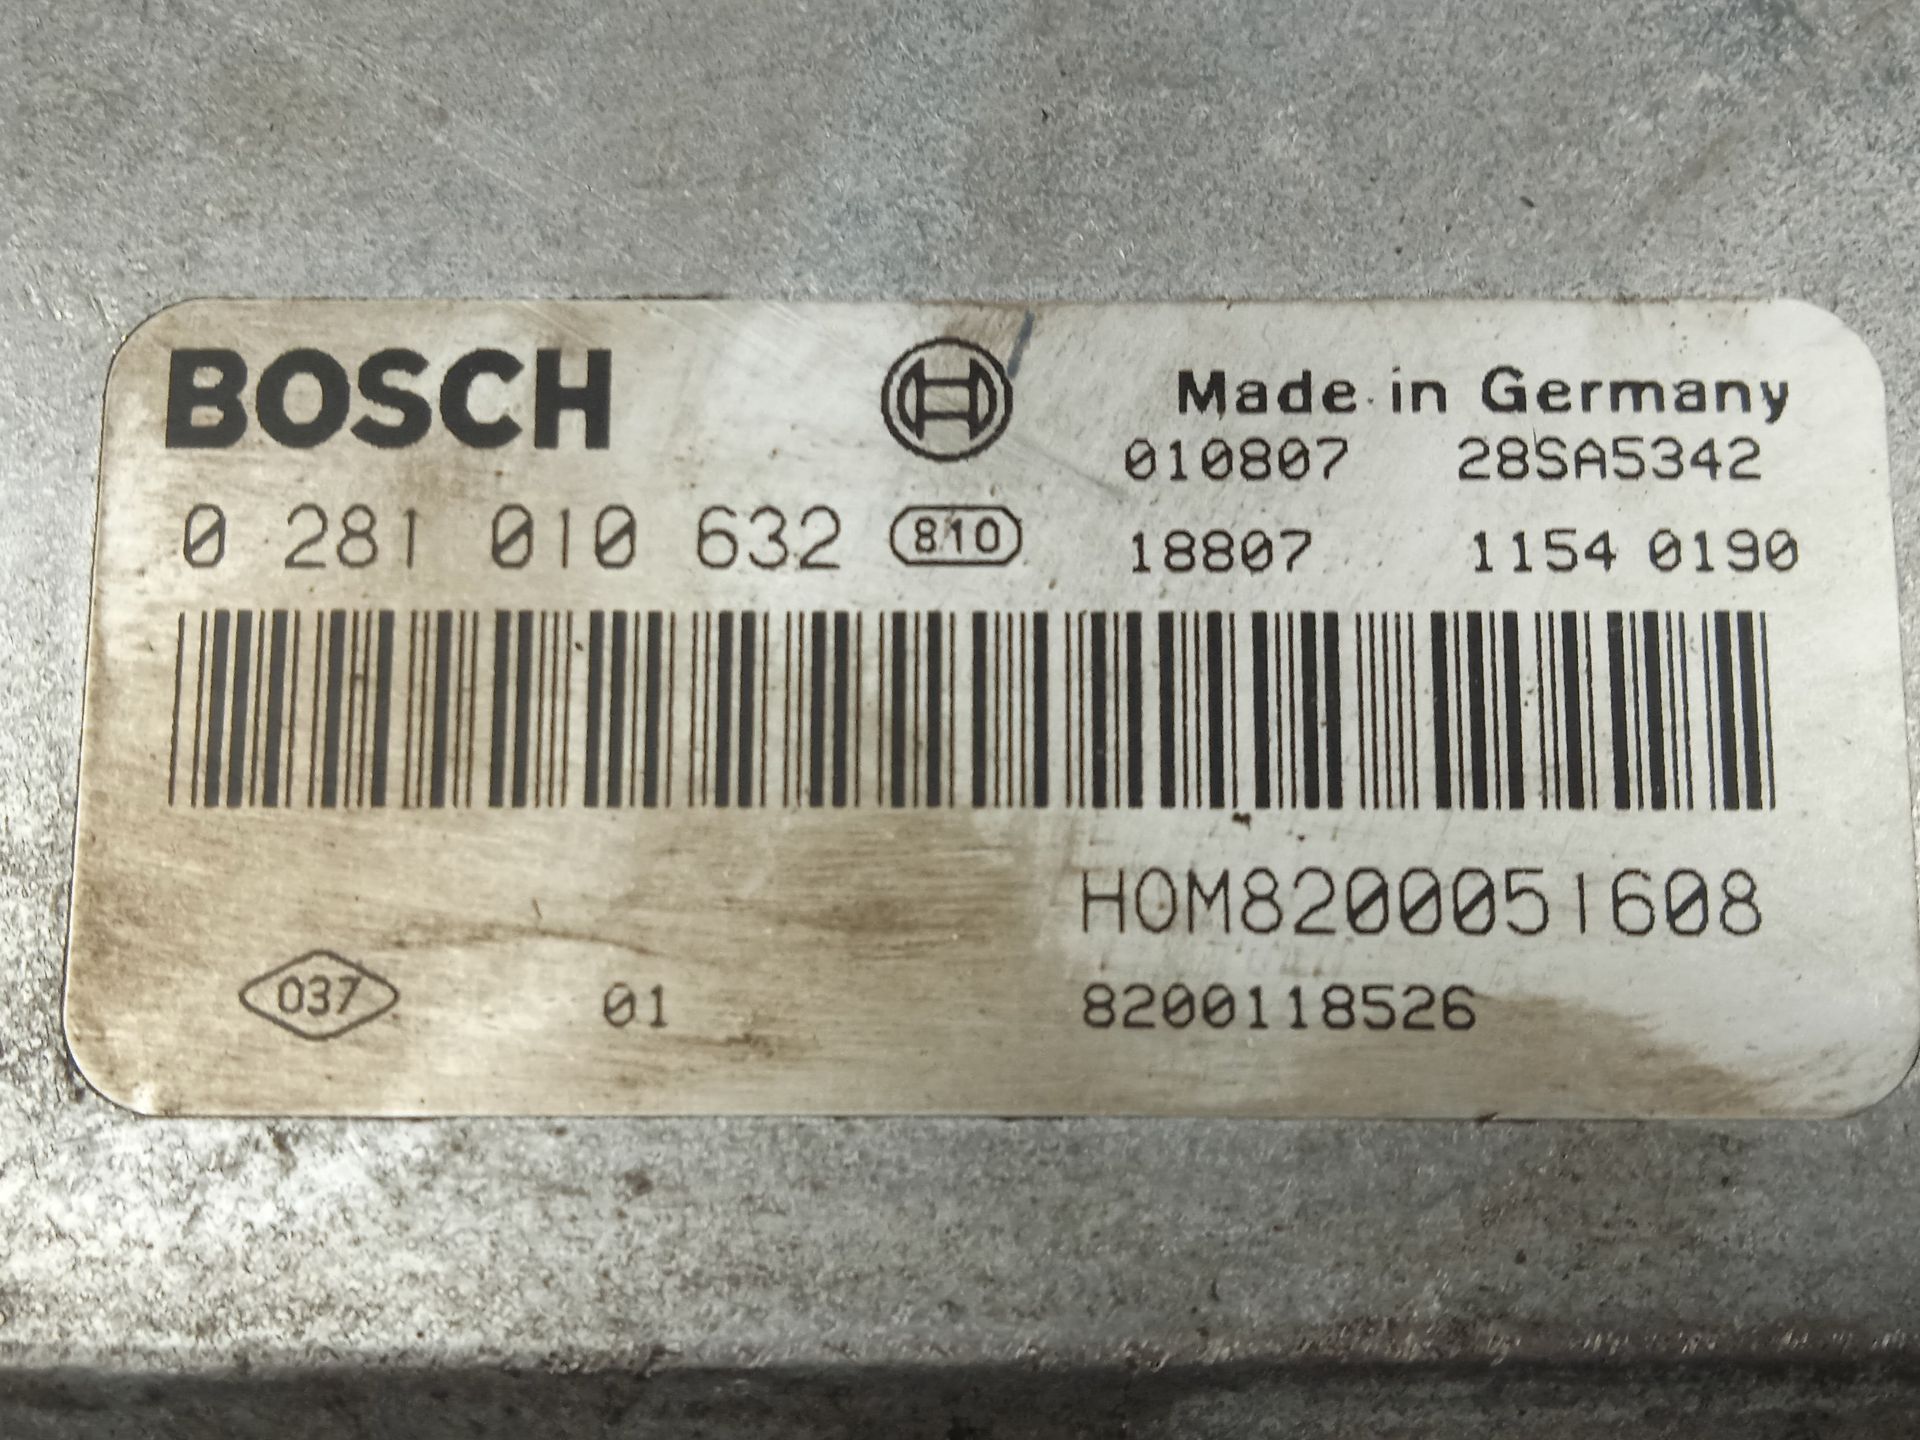 BOSCH Made in Germany
010807 28SA5342
0 281 010 632 810 18807 1154 0190
HOM8200051608
037 01 8200118526